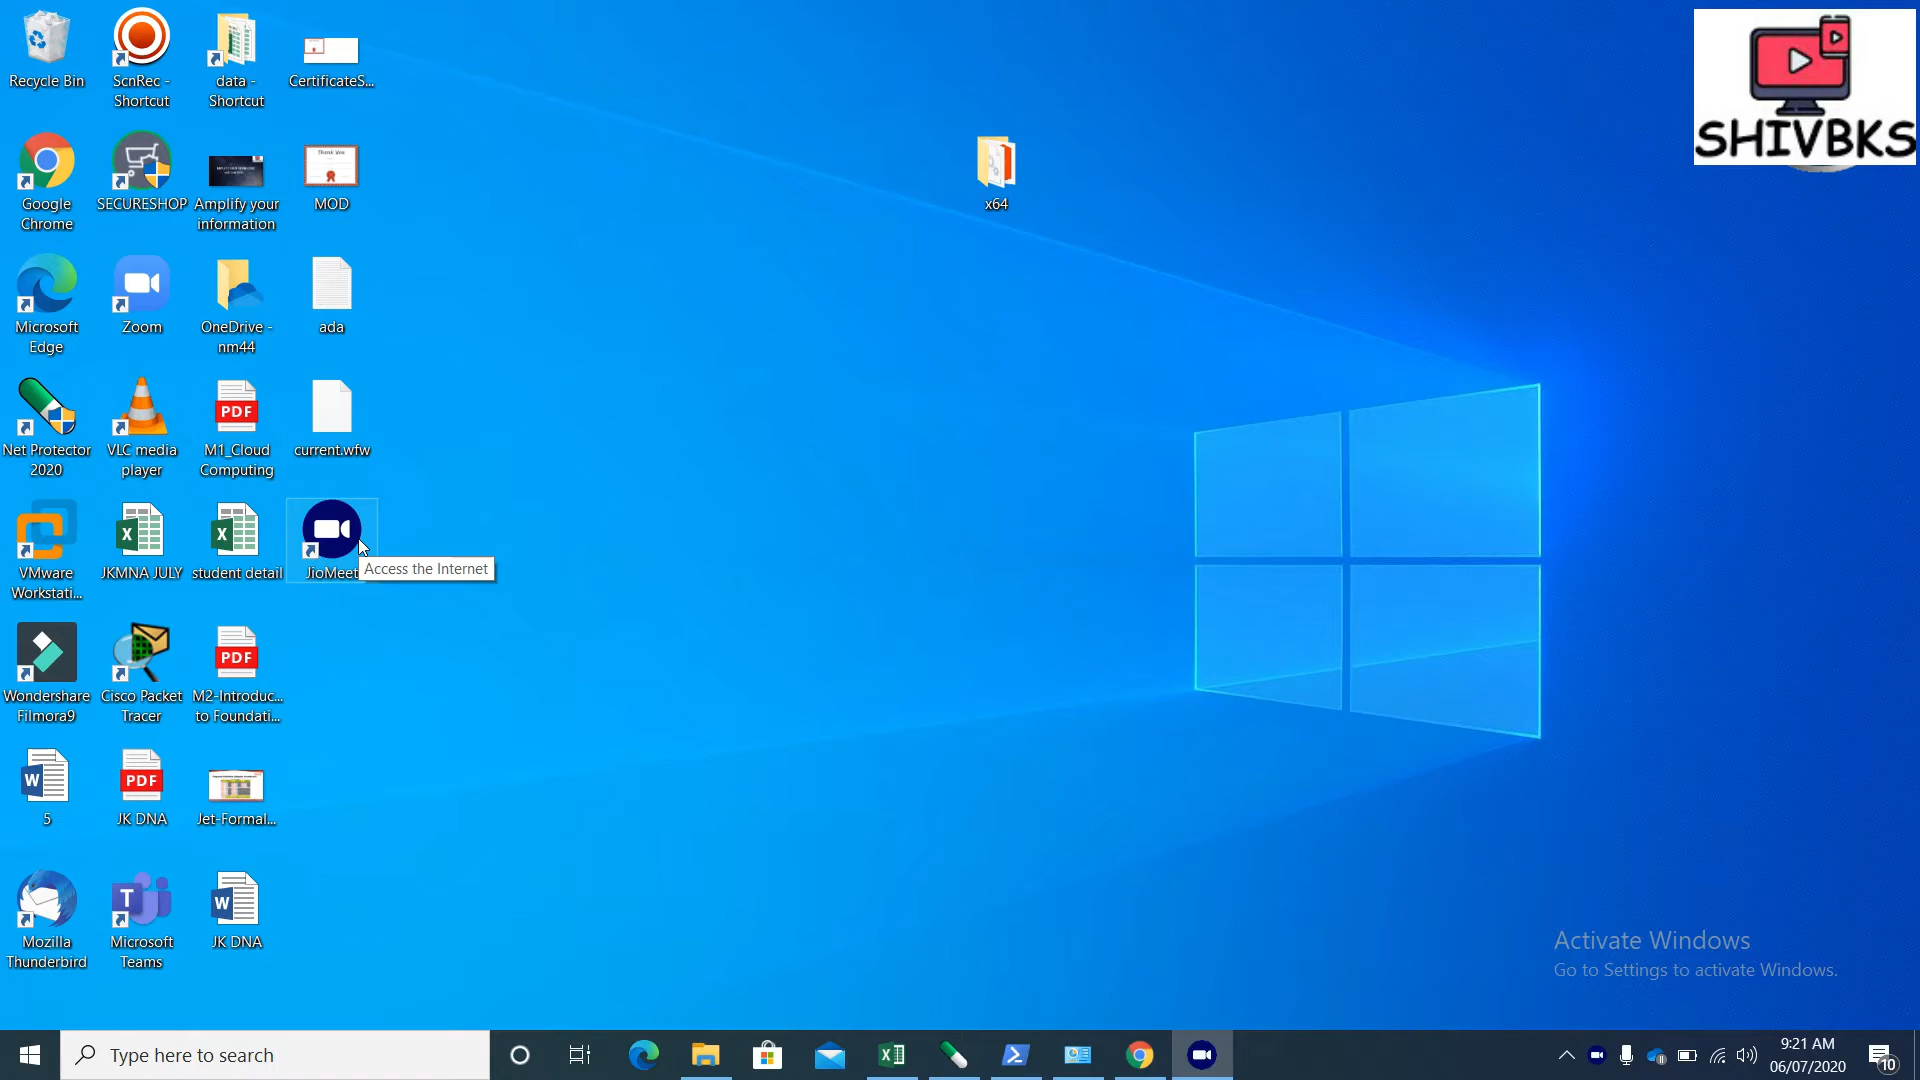 Recycle Bin
ScnRec -
Shortcut
data -
Shortcut
CertificateS...
Google
Chrome
SECURESHOP
Amplify your
information
MOD
Thank You
Microsoft
Edge
Zoom
OneDrive -
nm44
ada
Net Protector
2020
VLC media
player
PDF
M1_Cloud
Computing
current.wfw
VMware
Workstati...
X
JKMNA JULY
X
student detail
JioMeet
Access the Internet
Wondershare
Filmora9
Cisco Packet
Tracer
PDF
M2-Introduc...
to Foundati...
W
5
PDF
JK DNA
Jet-Formal...
Mozilla
Thunderbird
T
Microsoft
Teams
W
JK DNA
x64
SHIVBKS
Activate Windows
Go to Settings to activate Windows.
Type here to search
X
9:21 AM
06/07/2020
10